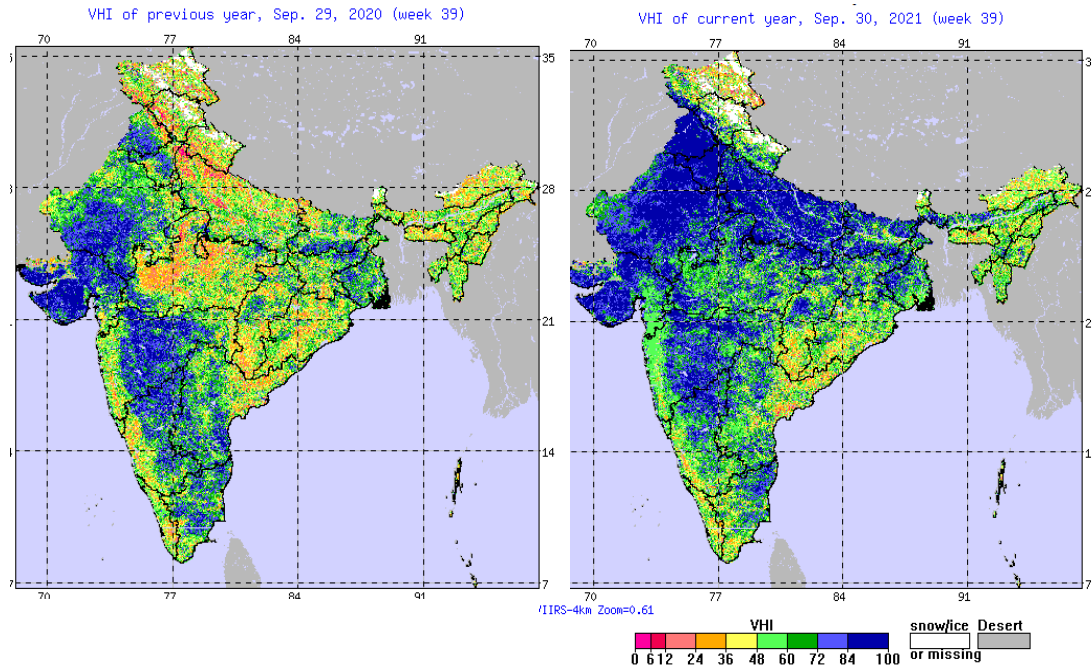 VHI of previous year, Sep. 29, 2020 (week 39)
VHI of current year, Sep. 30, 2021 (week 39)
70 77 84 91
70 77 84 91
35
28 28
21 21
14 14
7 7
70 77 84 91
70 77 84 91
VIIRS-4km Zoom=0.61
VHI
0 6 12 24 36 48 60 72 84 100
snow/ice
or missing
Desert